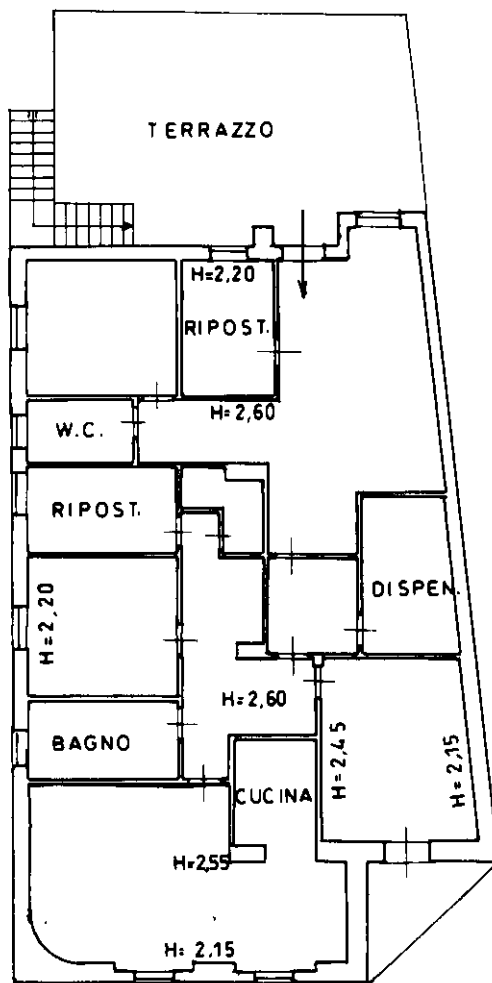 TERRAZZO
H=2,20
RIPOST.
H=2,60
W.C.
RIPOST.
DISPEN.
H=2,20
H=2,60
BAGNO
H=2,45
H=2,15
CUCINA
H=2,55
H= 2,15